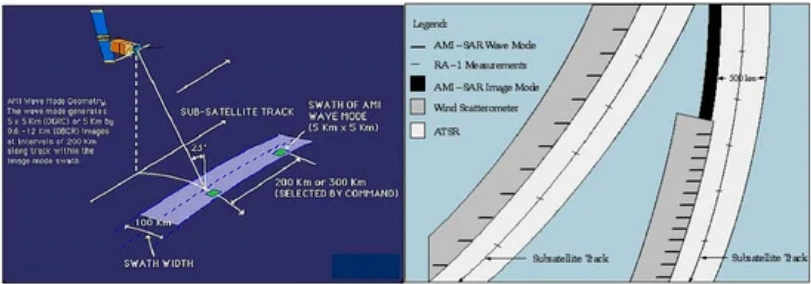 AMI Wave Mode Geometry.
The wave mode generates
5 x 5 Km (OGRC) or 5 Km by
9.6 -12 Km (OBCR) images
at intervals of 200 Km
along track within the
image mode swath.
SUB-SATELLITE TRACK
SWATH OF AMI
WAVE MODE
(5 Km x 5 Km)
23°
200 Km or 300 Km
(SELECTED BY COMMAND)
100 Km
SWATH WIDTH
Legend:
AMI-SAR Wave Mode
RA-1 Measurements
AMI-SAR Image Mode
Wind Scatterometer
ATSR
500 km
Subsatellite Track
Subsatellite Track